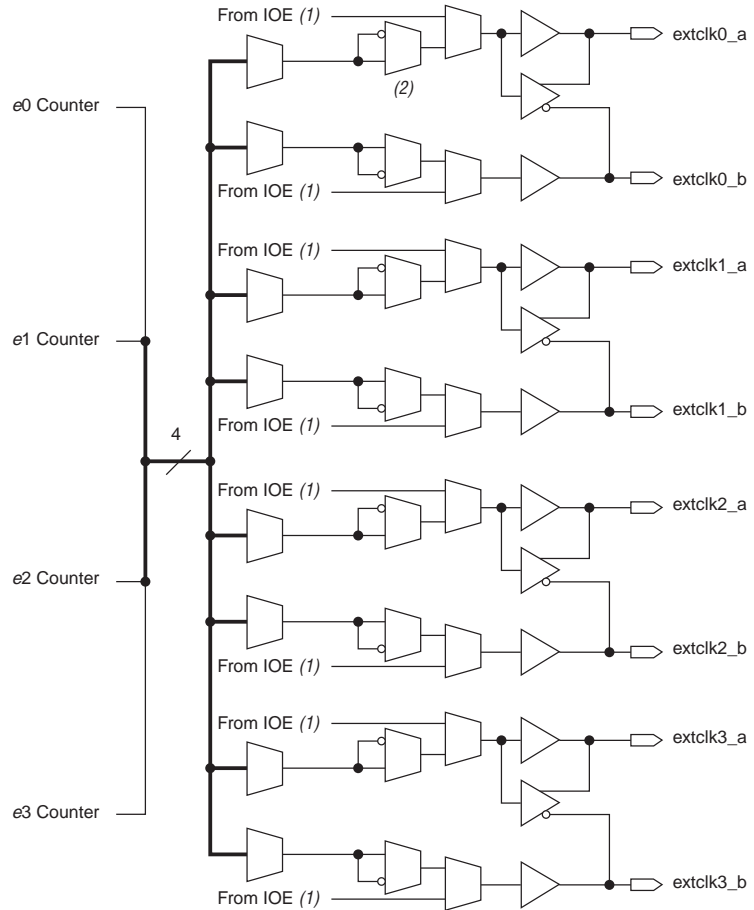 From IOE (1)
extclk0_a
(2)
e0 Counter
extclk0_b
From IOE (1)
From IOE (1)
extclk1_a
e1 Counter
extclk1_b
From IOE (1)
4
From IOE (1)
extclk2_a
e2 Counter
extclk2_b
From IOE (1)
From IOE (1)
extclk3_a
e3 Counter
extclk3_b
From IOE (1)